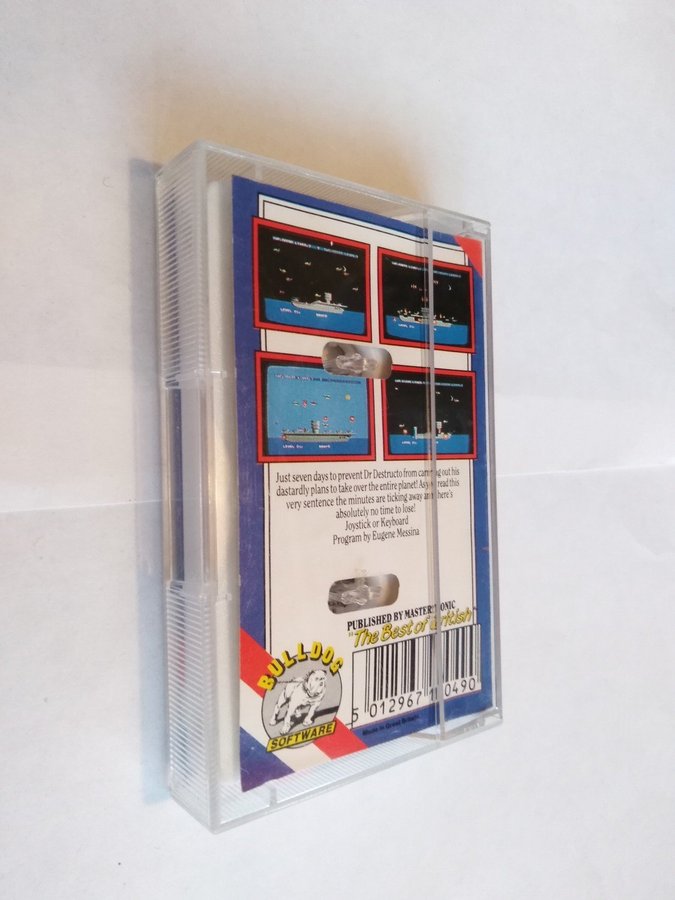 Just seven days to prevent Dr Destructo from carrying out his
dastardly plans to take over the entire planet! As you read this
very sentence the minutes are ticking away and there's
absolutely no time to lose!
Joystick or Keyboard
Program by Eugene Messina
PUBLISHED BY MASTERTRONIC
"The Best of British"
BULLDOG
SOFTWARE
5 012967 1 0490
Made in Great Britain